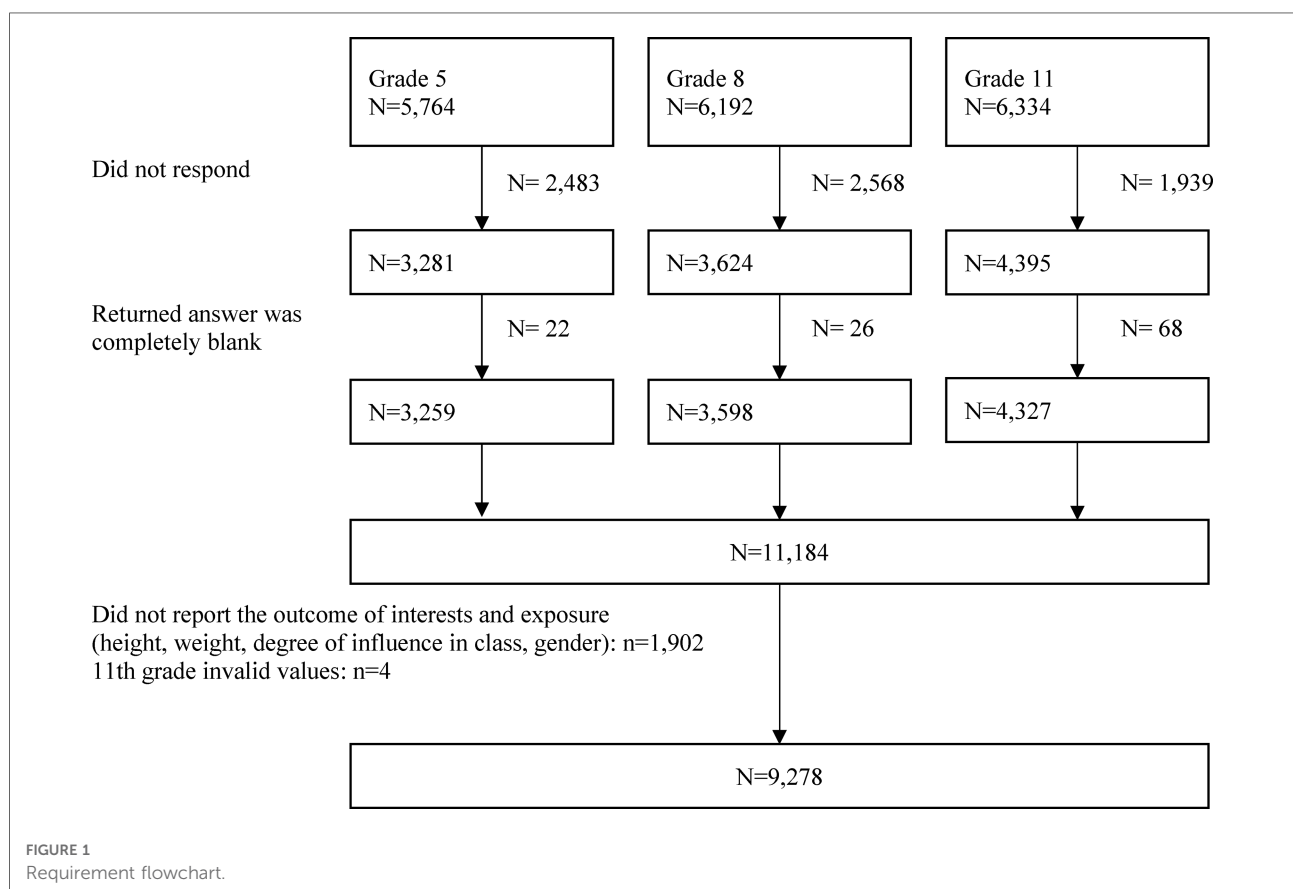 Grade 5
N=5,764
Grade 8
N=6,192
Grade 11
N=6,334
Did not respond
N= 2,483
N= 2,568
N= 1,939
N=3,281
N=3,624
N=4,395
Returned answer was
completely blank
N= 22
N= 26
N= 68
N=3,259
N=3,598
N=4,327
N=11,184
Did not report the outcome of interests and exposure
(height, weight, degree of influence in class, gender): n=1,902
11th grade invalid values: n=4
N=9,278
FIGURE 1
Requirement flowchart.